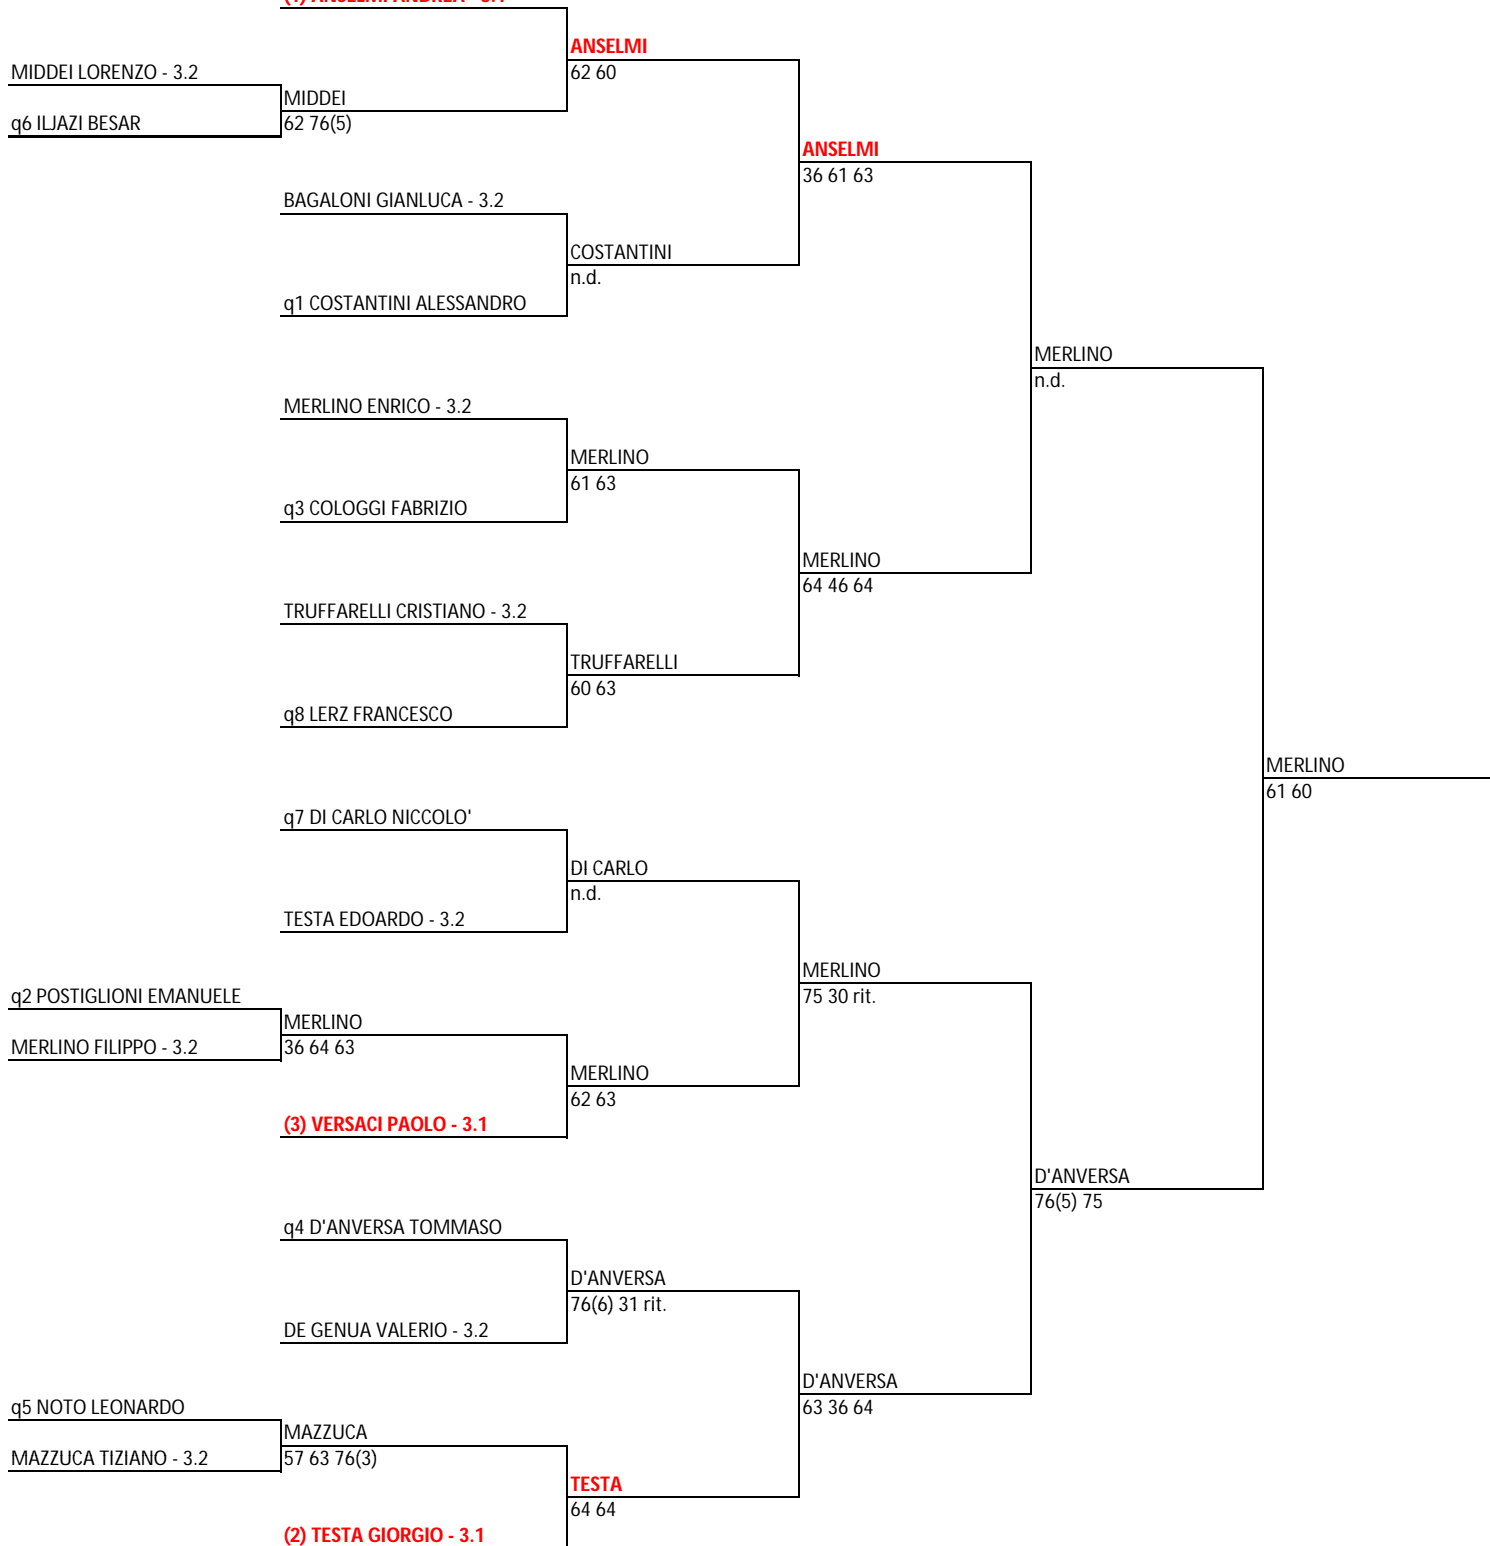 ANSELMI
62 60
MIDDEI LORENZO - 3.2
MIDDEI
q6 ILJAZI BESAR
62 76(5)
ANSELMI
36 61 63
BAGALONI GIANLUCA - 3.2
COSTANTINI
n.d.
q1 COSTANTINI ALESSANDRO
MERLINO
n.d.
MERLINO ENRICO - 3.2
MERLINO
61 63
q3 COLOGGI FABRIZIO
MERLINO
64 46 64
TRUFFARELLI CRISTIANO - 3.2
TRUFFARELLI
60 63
q8 LERZ FRANCESCO
MERLINO
61 60
q7 DI CARLO NICCOLO'
DI CARLO
n.d.
TESTA EDOARDO - 3.2
MERLINO
75 30 rit.
q2 POSTIGLIONI EMANUELE
MERLINO
MERLINO FILIPPO - 3.2
36 64 63
MERLINO
62 63
(3) VERSACI PAOLO - 3.1
D'ANVERSA
76(5) 75
q4 D'ANVERSA TOMMASO
D'ANVERSA
76(6) 31 rit.
DE GENUA VALERIO - 3.2
D'ANVERSA
63 36 64
q5 NOTO LEONARDO
MAZZUCA
MAZZUCA TIZIANO - 3.2
57 63 76(3)
TESTA
64 64
(2) TESTA GIORGIO - 3.1